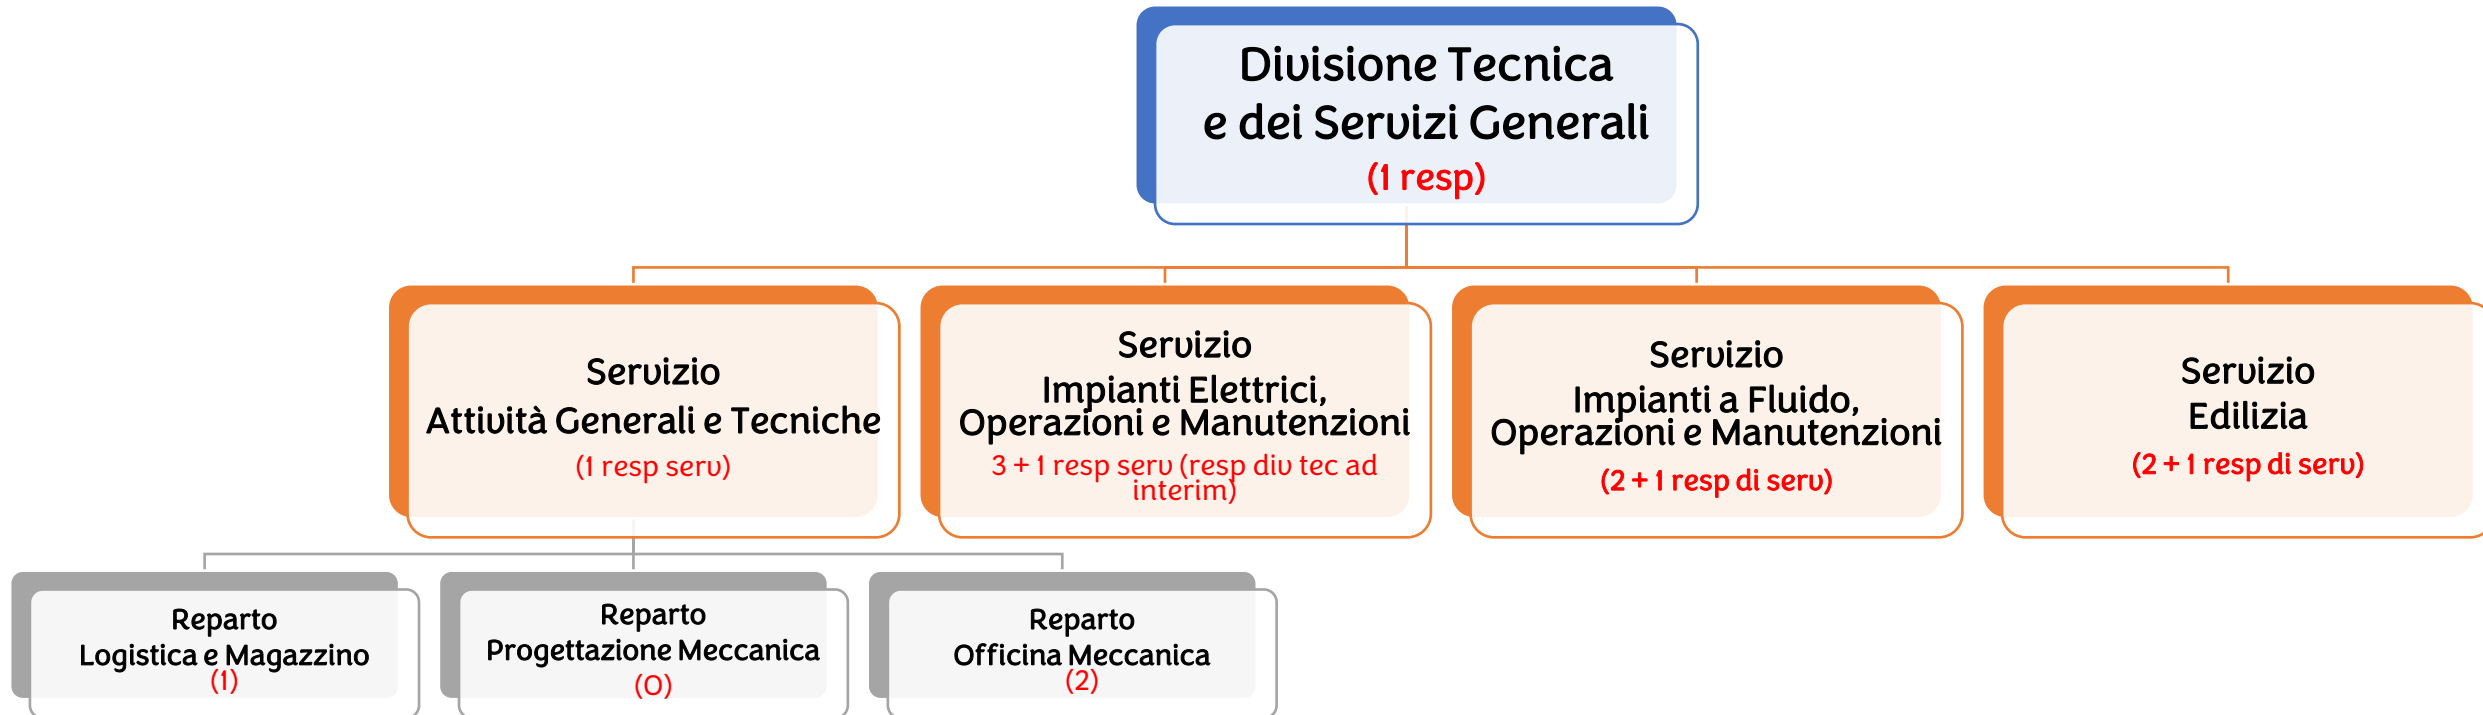 Divisione Tecnica
e dei Servizi Generali
(1 resp)
Servizio
Attività Generali e Tecniche
(1 resp serv)
Servizio
Impianti Elettrici,
Operazioni e Manutenzioni
3 + 1 resp serv (resp div tec ad
interim)
Servizio
Impianti a Fluido,
Operazioni e Manutenzioni
(2 + 1 resp di serv)
Servizio
Edilizia
(2 + 1 resp di serv)
Reparto
Logistica e Magazzino
(1)
Reparto
Progettazione Meccanica
(0)
Reparto
Officina Meccanica
(2)